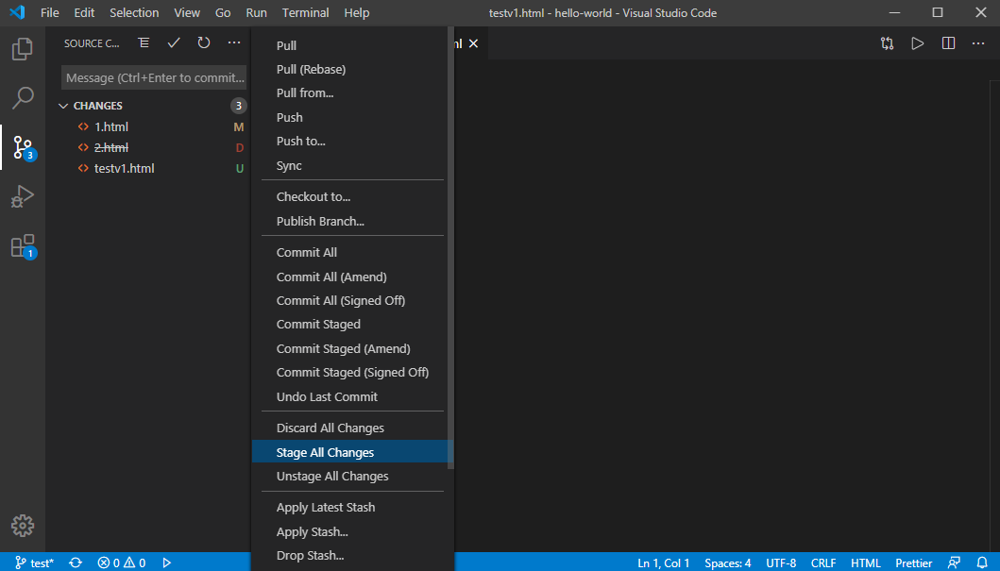 File Edit Selection View Go Run Terminal Help testv1.html - hello-world - Visual Studio Code
SOURCE C...
Message (Ctrl+Enter to commit...
CHANGES 3
1.html M
2.html D
testv1.html U
3
1
Pull
Pull (Rebase)
Pull from...
Push
Push to...
Sync
Checkout to...
Publish Branch...
Commit All
Commit All (Amend)
Commit All (Signed Off)
Commit Staged
Commit Staged (Amend)
Commit Staged (Signed Off)
Undo Last Commit
Discard All Changes
Stage All Changes
Unstage All Changes
Apply Latest Stash
Apply Stash...
Drop Stash...
test* 0 0 Ln 1, Col 1 Spaces: 4 UTF-8 CRLF HTML Prettier